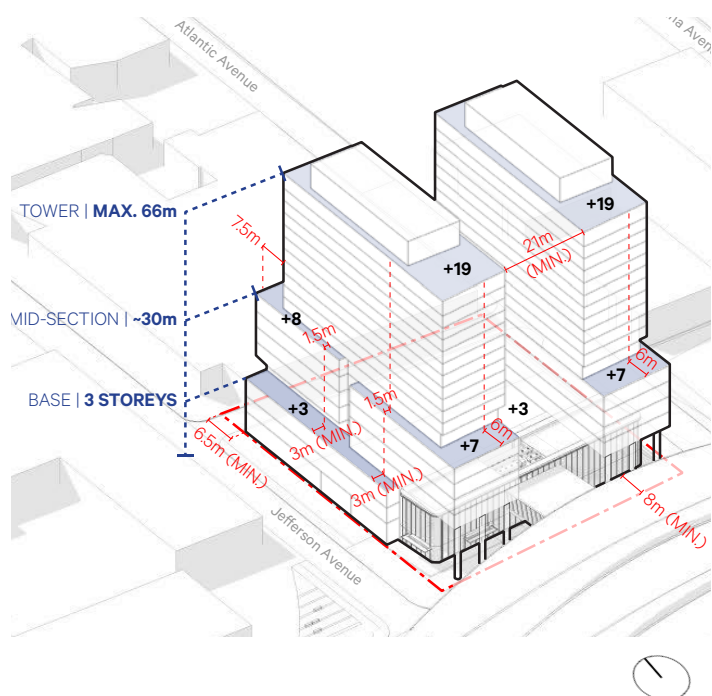 Atlantic Avenue
na Av
TOWER | MAX. 66m
7.5m
+19
21m
(MIN.)
+19
MID-SECTION | ~30m
+8
1.5m
+7
6m
BASE | 3 STOREYS
+3
1.5m
+3
6m
+7
6.5m (MIN.)
3m (MIN.)
3m (MIN.)
8m (MIN.)
Jefferson Avenue